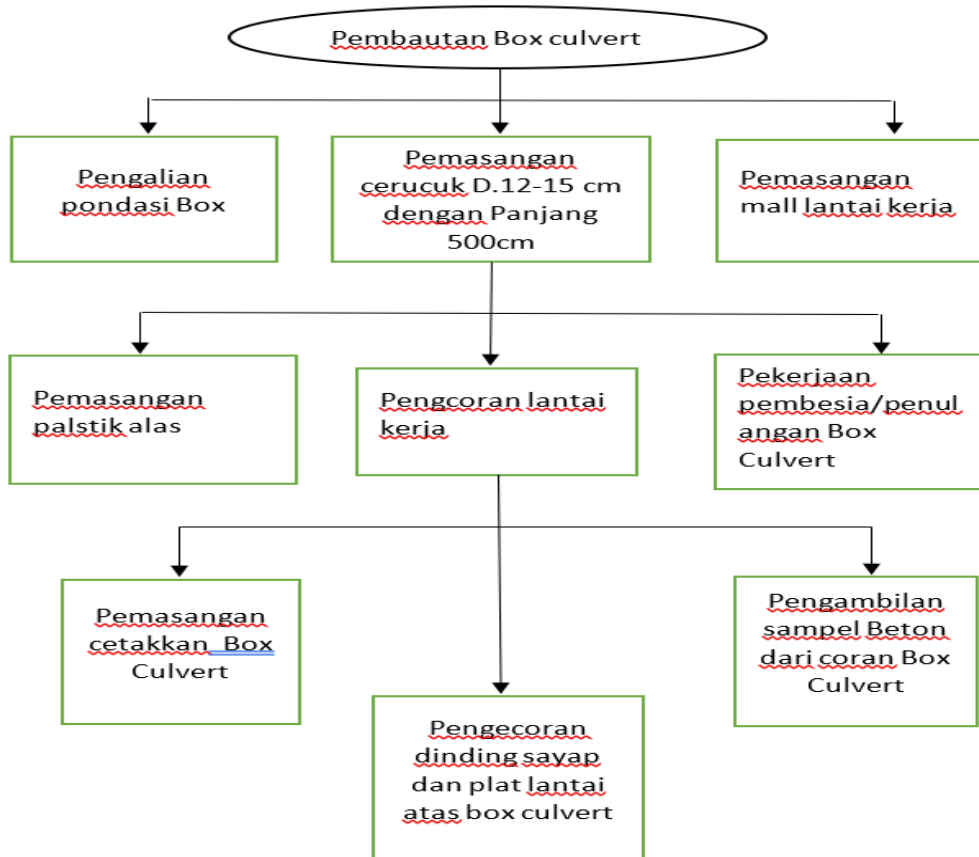 Pembautan Box culvert
Pengalian
pondasi Box
Pemasangan
cerucuk D.12-15 cm
dengan Panjang
500cm
Pemasangan
mall lantai kerja
Pemasangan
palstik alas
Pengcoran lantai
kerja
Pekerjaan
pembesia/penul
angan Box
Culvert
Pemasangan
cetakkan Box
Culvert
Pengecoran
dinding sayap
dan plat lantai
atas box culvert
Pengambilan
sampel Beton
dari coran Box
Culvert